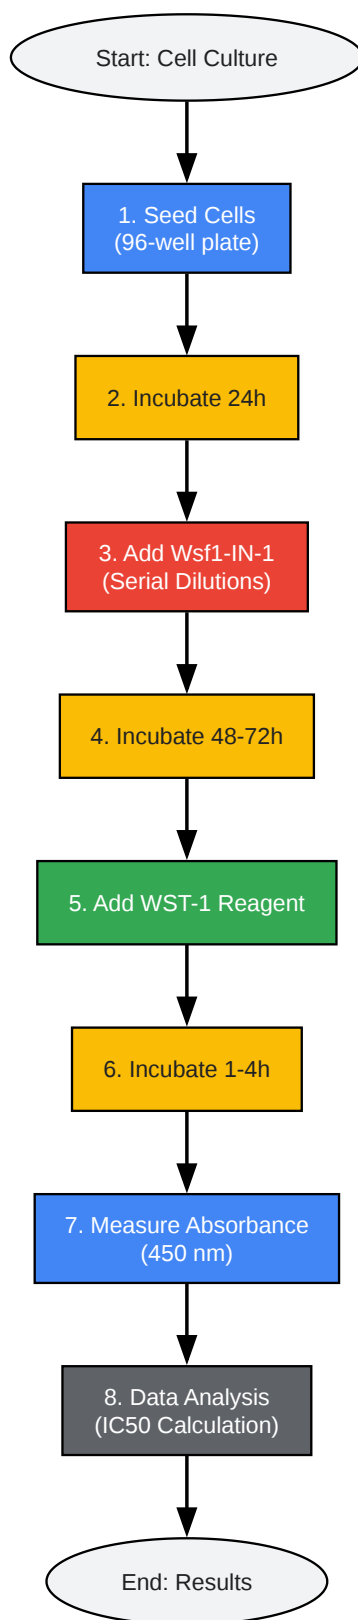 Start: Cell Culture
1. Seed Cells
(96-well plate)
2. Incubate 24h
3. Add Wsf1-IN-1
(Serial Dilutions)
4. Incubate 48-72h
5. Add WST-1 Reagent
6. Incubate 1-4h
7. Measure Absorbance
(450 nm)
8. Data Analysis
(IC50 Calculation)
End: Results